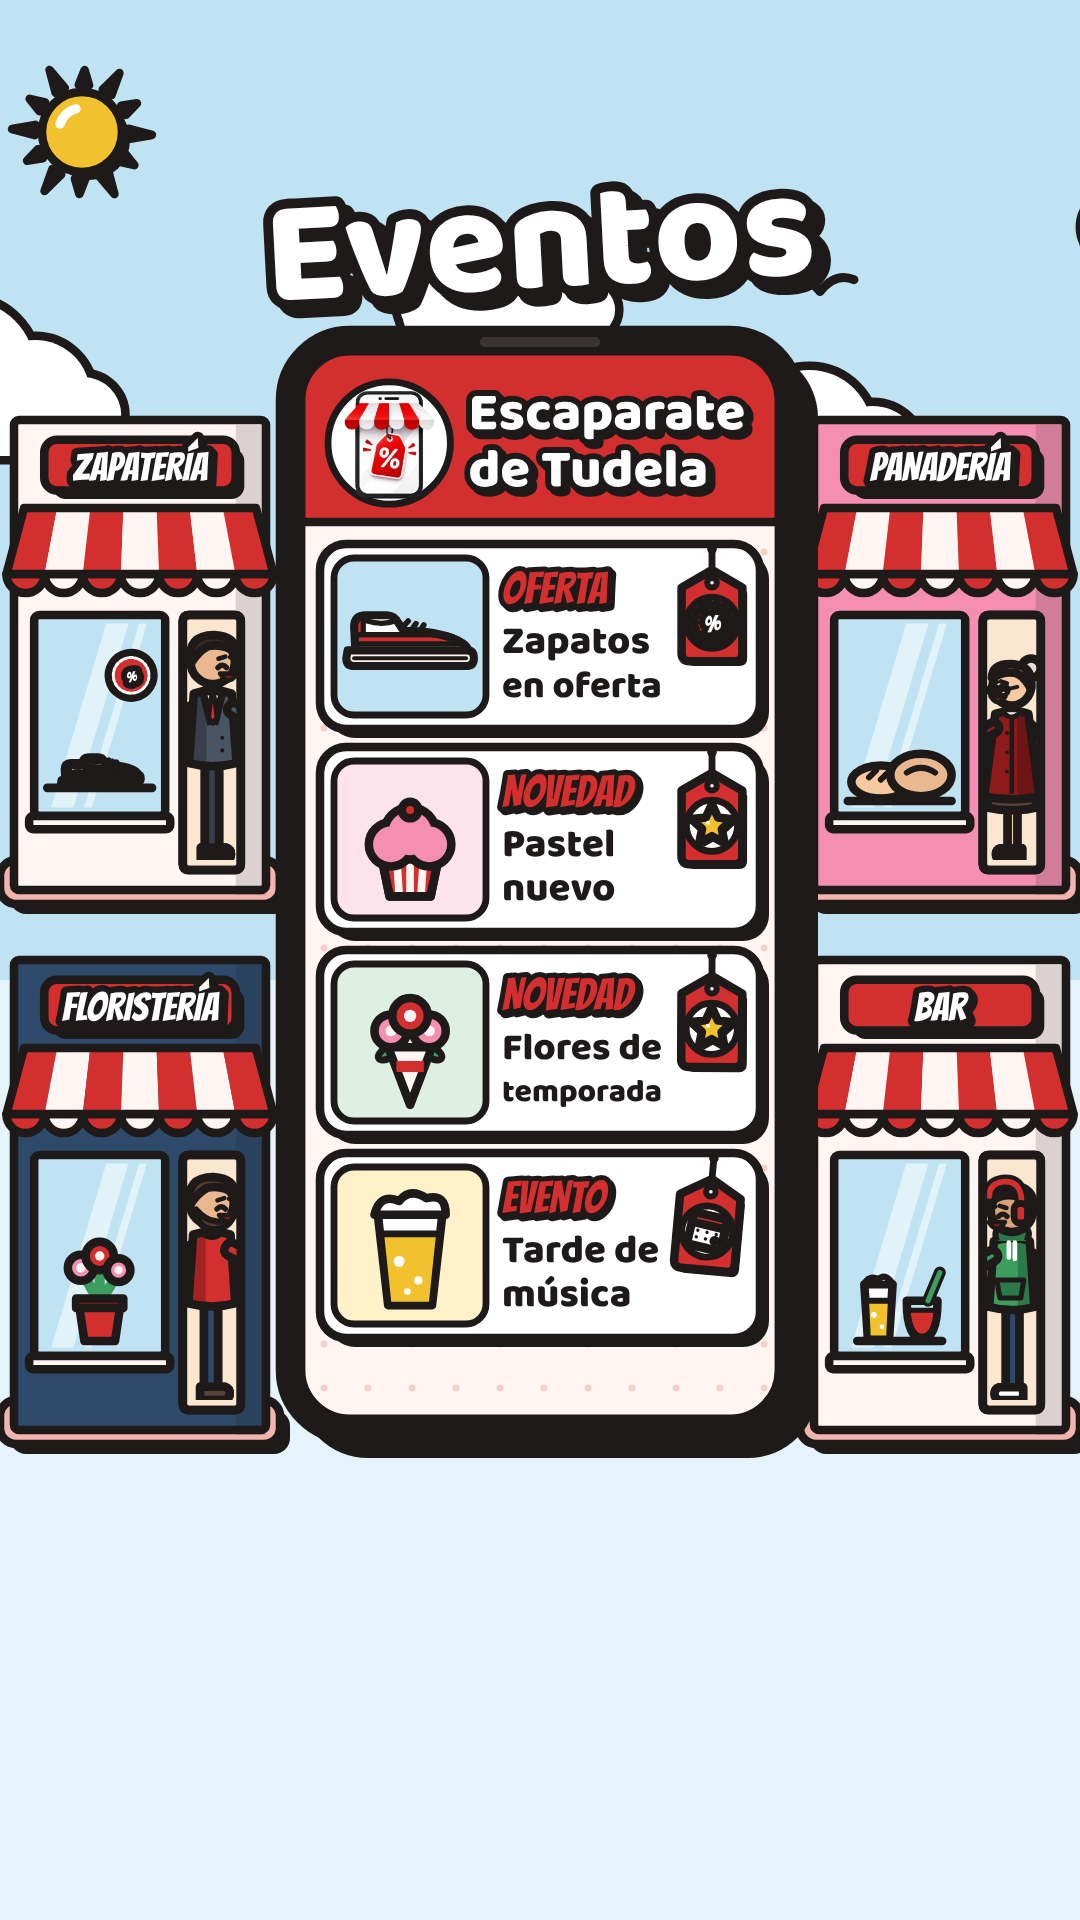 Eventos
Escaparate
de Tudela
%
ZAPATERÍA
PANADERÍA
OFERTA
Zapatos
en oferta
%
%
NOVEDAD
Pastel
nuevo
NOVEDAD
Flores de
temporada
FLORISTERÍA
BAR
EVENTO
Tarde de
música